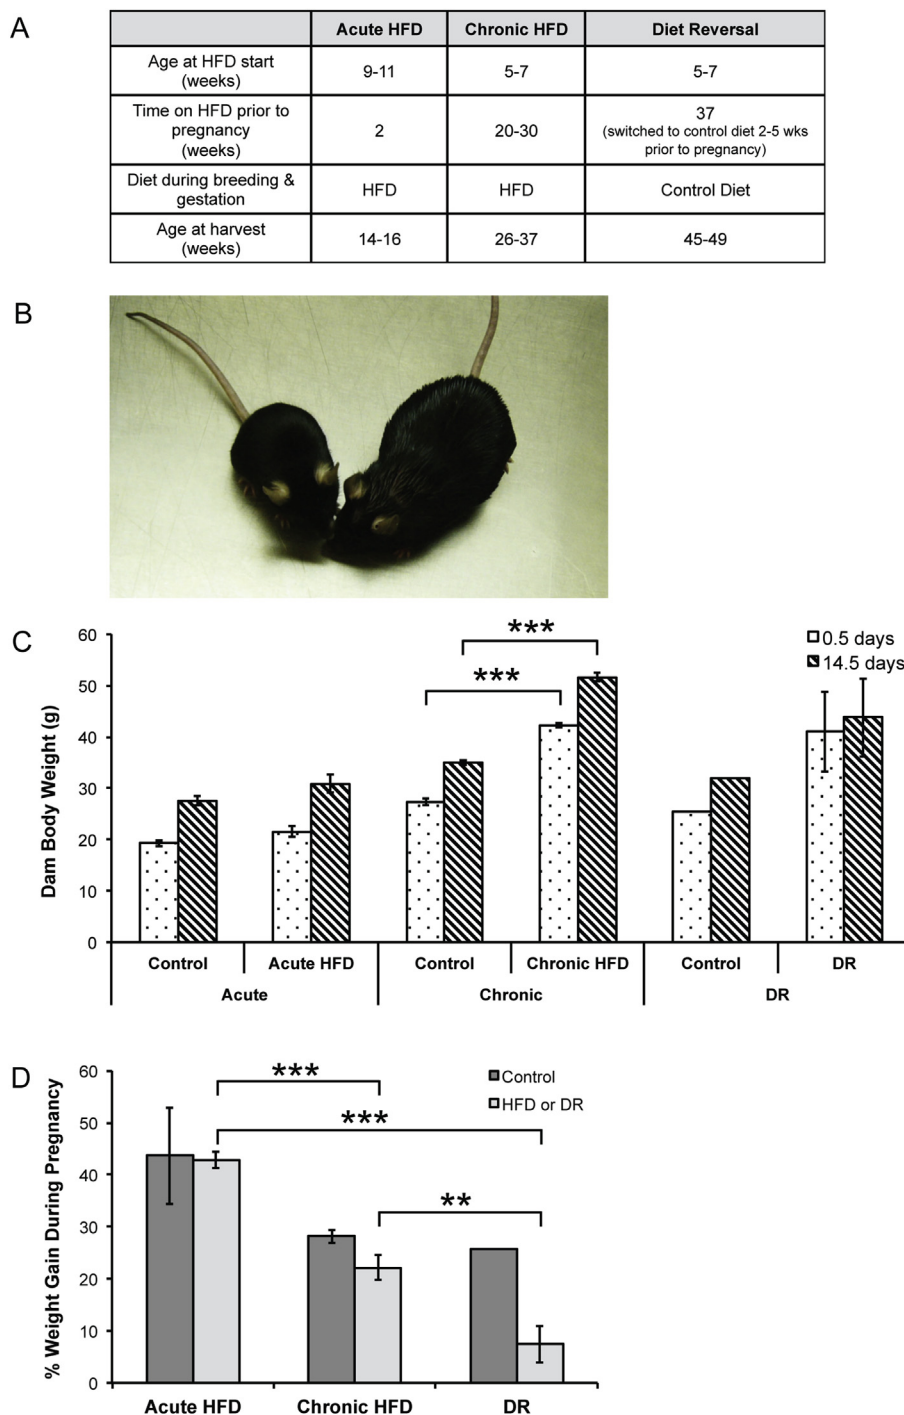 A
Acute HFD Chronic HFD Diet Reversal
Age at HFD start
(weeks)
9-11 5-7 5-7
Time on HFD prior to
pregnancy
(weeks)
2 20-30
37
(switched to control diet 2-5 wks
prior to pregnancy)
Diet during breeding &
gestation
HFD HFD Control Diet
Age at harvest
(weeks)
14-16 26-37 45-49
B
C
Dam Body Weight (g)
60
50
40
30
20
10
0
***
***
0.5 days
14.5 days
Control Acute HFD Control Chronic HFD Control DR
Acute Chronic DR
D
% Weight Gain During Pregnancy
60
50
40
30
20
10
0
***
***
**
Control
HFD or DR
Acute HFD Chronic HFD DR